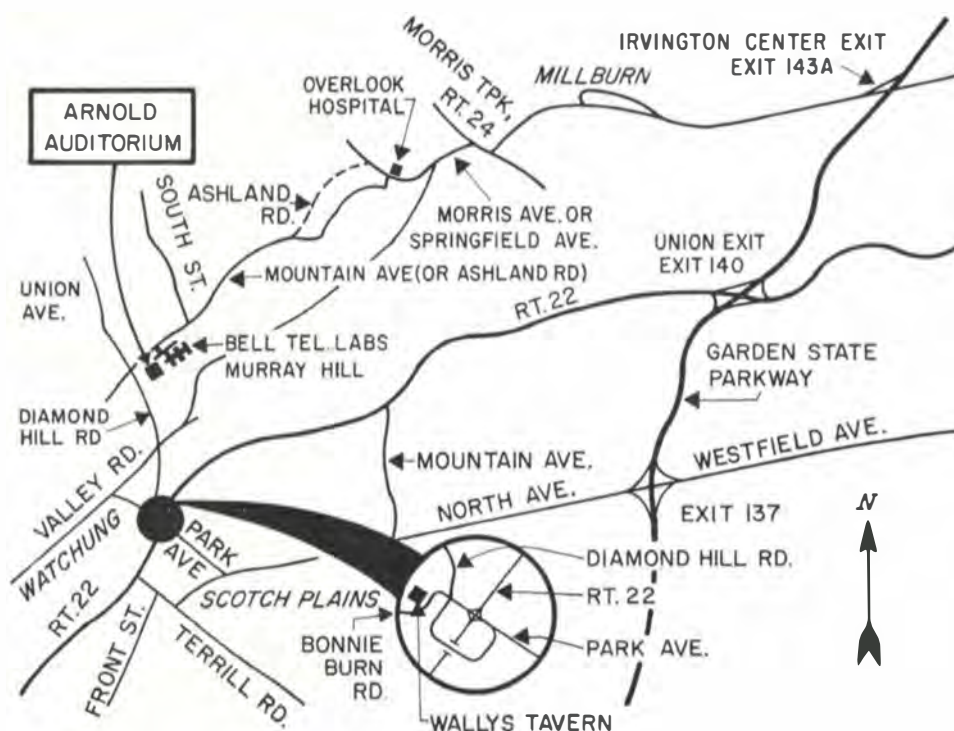 IRVINGTON CENTER EXIT
EXIT 143A
MORRIS TPK,
RT. 24
MILLBURN
OVERLOOK
HOSPITAL
ARNOLD
AUDITORIUM
SOUTH ST.
ASHLAND
RD.
MORRIS AVE. OR
SPRINGFIELD AVE.
UNION EXIT
EXIT 140
MOUNTAIN AVE(OR ASHLAND RD)
UNION
AVE.
RT. 22
BELL TEL. LABS
MURRAY HILL
GARDEN STATE
PARKWAY
DIAMOND
HILL RD
MOUNTAIN AVE.
WESTFIELD AVE.
VALLEY RD.
NORTH AVE.
EXIT 137
N
WATCHUNG
PARK
AVE
DIAMOND HILL RD.
RT. 22
SCOTCH PLAINS
RT. 22
PARK AVE.
BONNIE
BURN
RD.
FRONT ST.
TERRILL RD.
WALLYS TAVERN